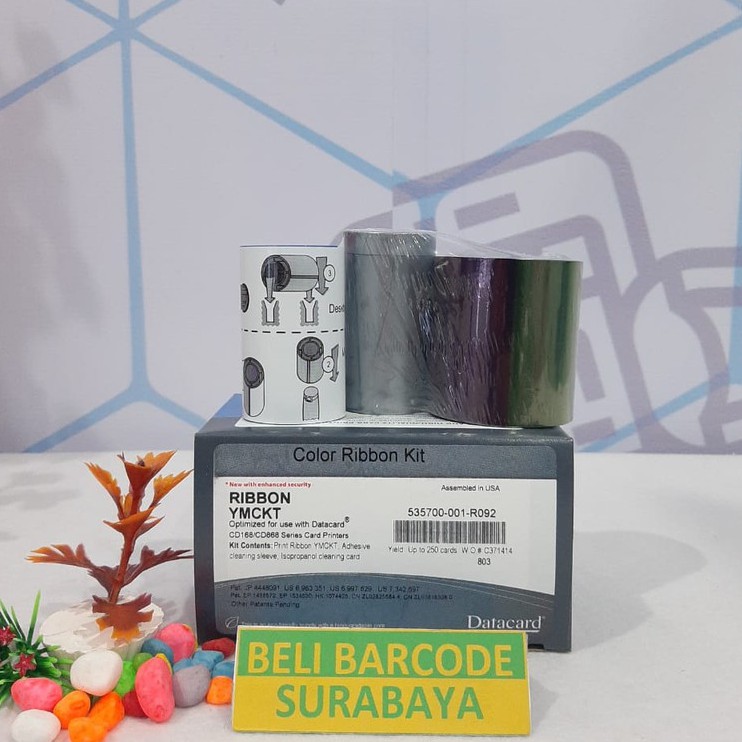 3
2
Color Ribbon Kit
* New with enhanced security
RIBBON
YMCKT
Optimized for use with Datacard®
CD168/CD868 Series Card Printers
Kit Contents: Print Ribbon YMCKT, Adhesive
cleaning sleeve, Isopropanol cleaning card
Assembled in USA
535700-001-R092
Yield Up to 250 cards W.O.# C371414
803
Other Patents Pending
Datacard
BELI BARCODE
SURABAYA